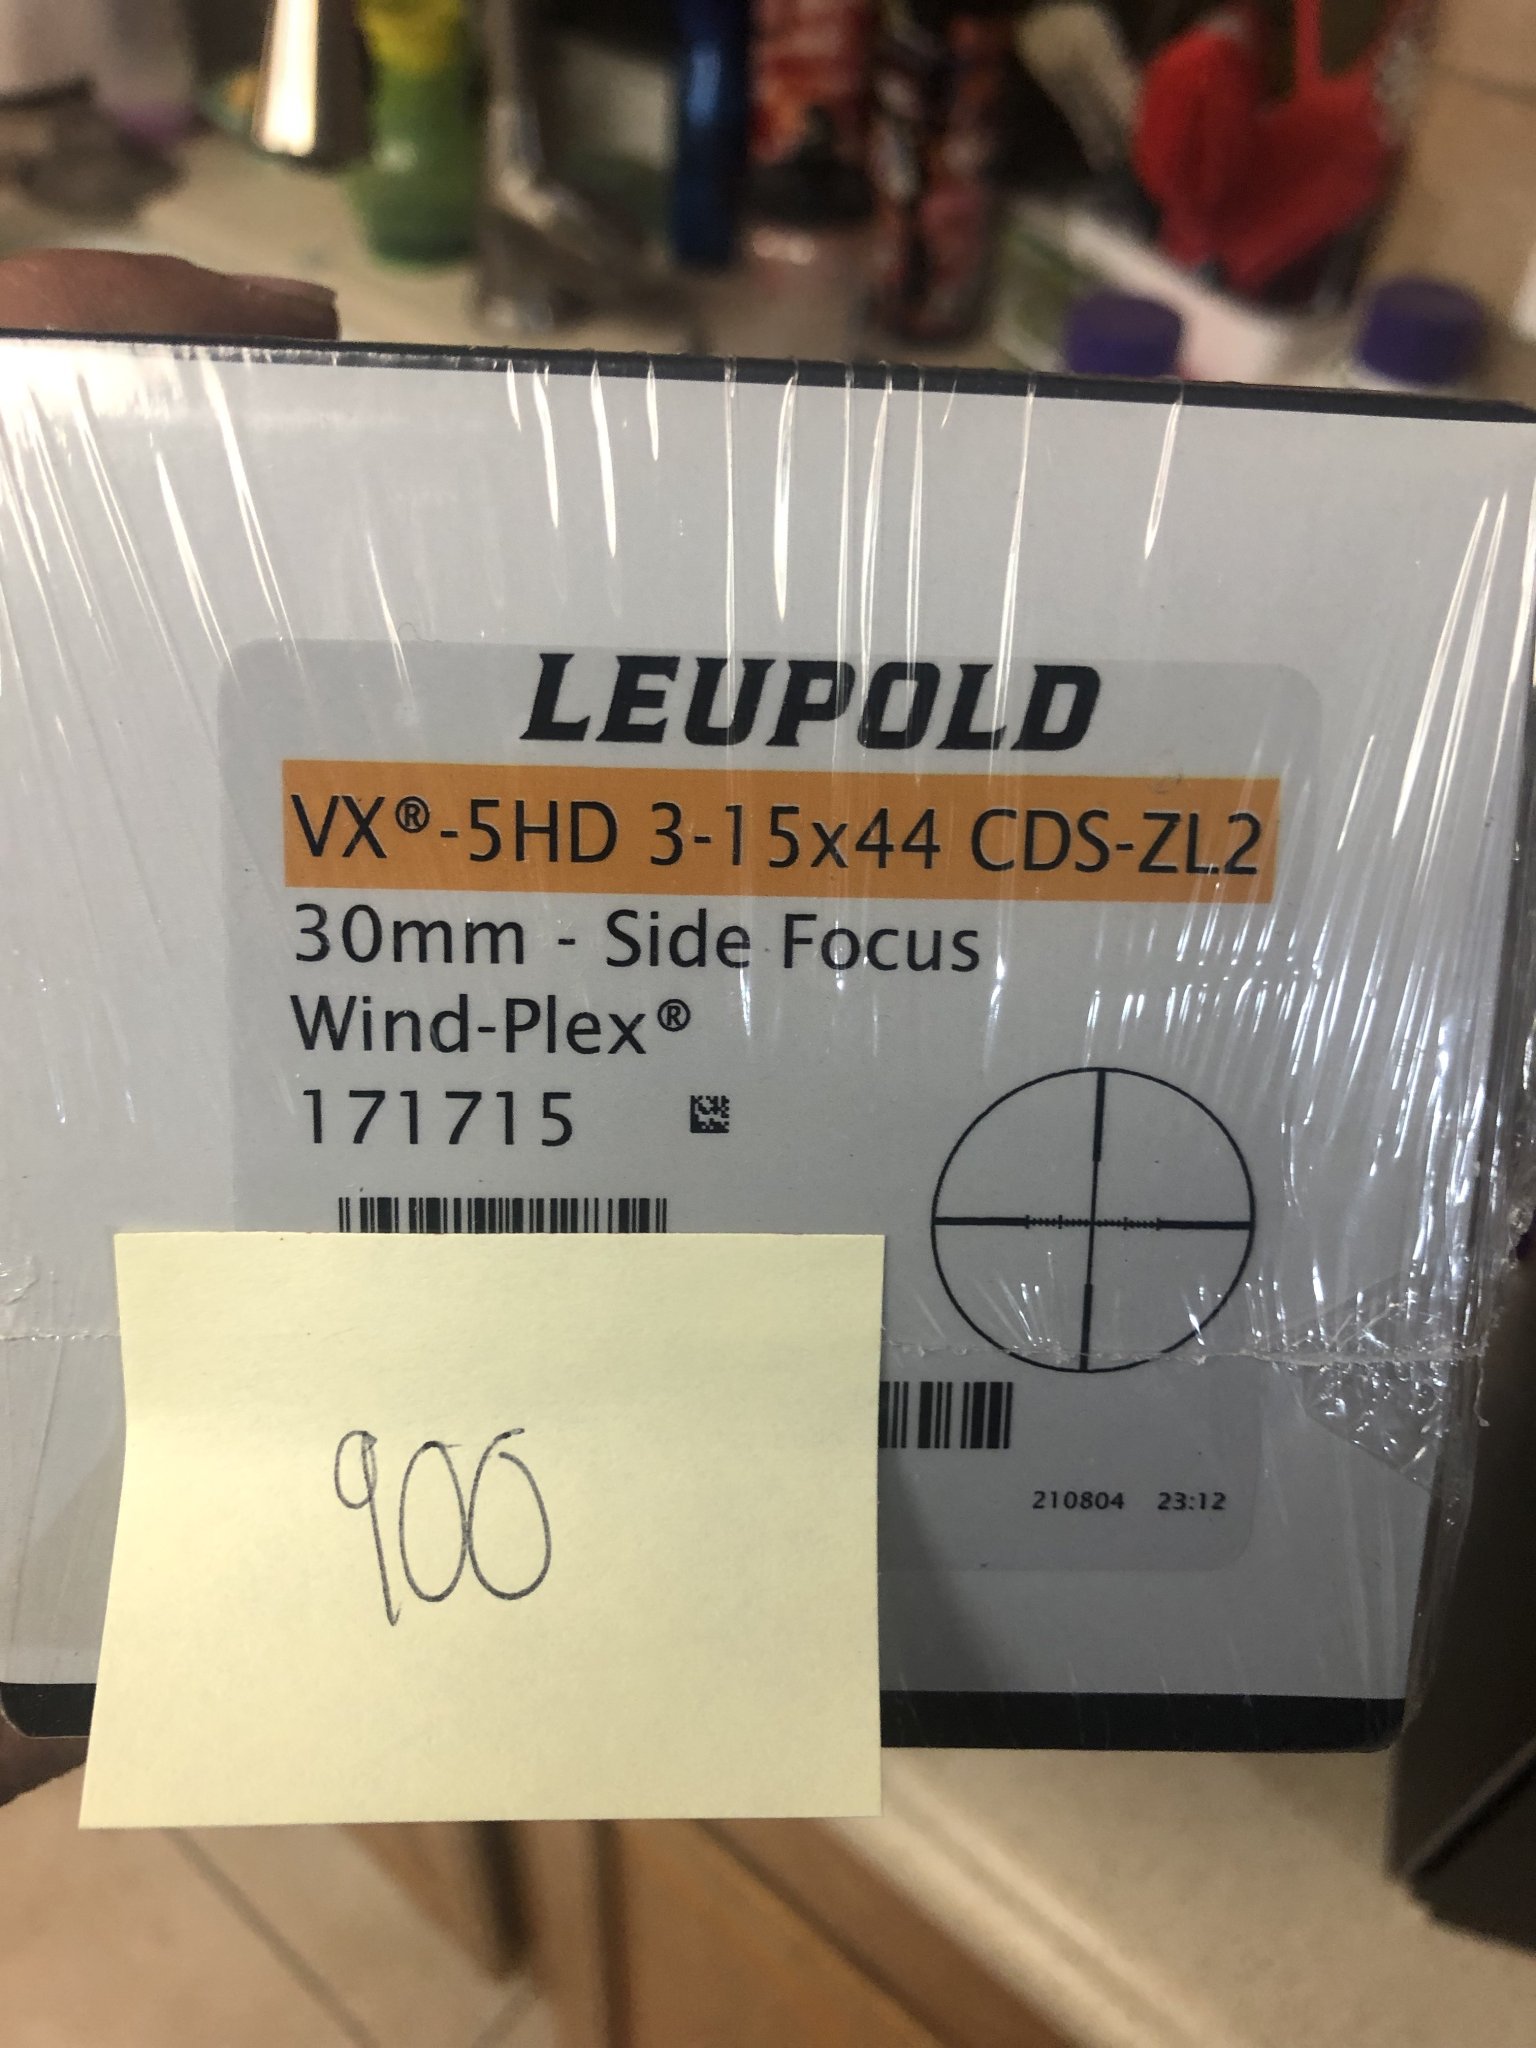 LEUPOLD
VX®-5HD 3-15x44 CDS-ZL2
30mm - Side Focus
Wind-Plex®
171715
900
210804 23:12